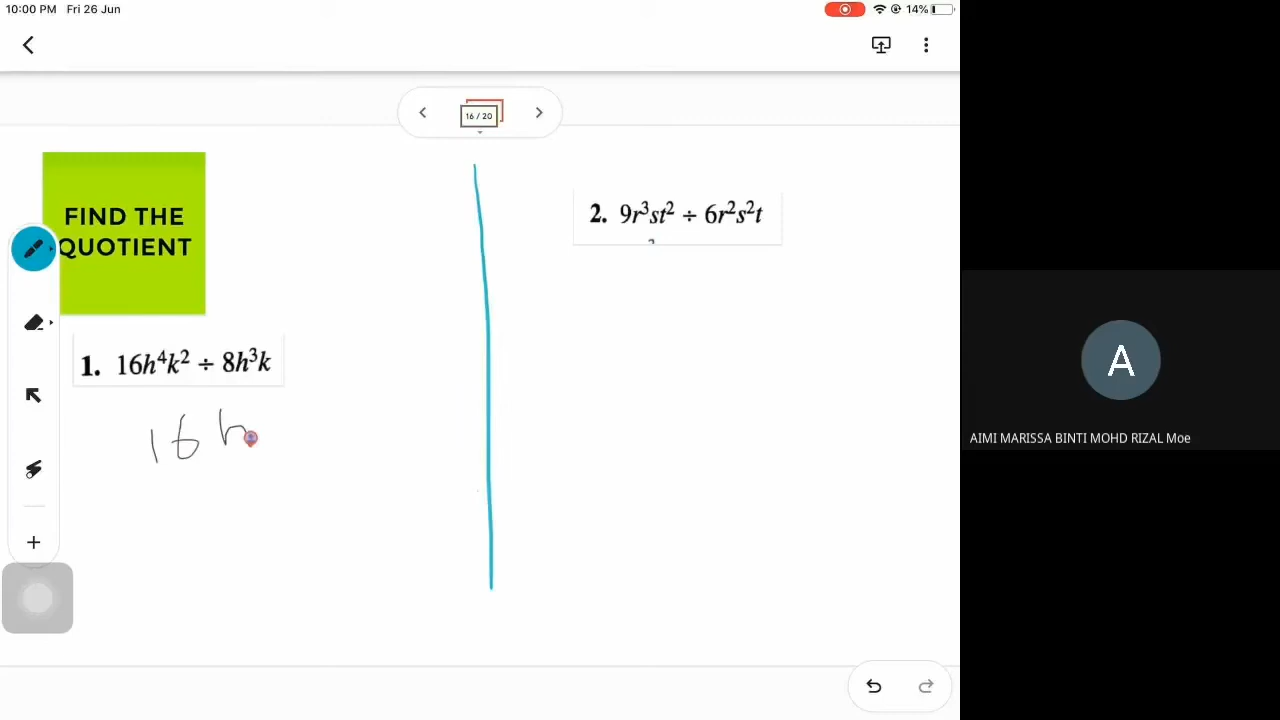 10:00 PM Fri 26 Jun
14%
16 / 20
FIND THE
QUOTIENT
1. 16h⁴k² ÷ 8h³k
16 h
2. 9r³st² ÷ 6r²s²t
A
AIMI MARISSA BINTI MOHD RIZAL Moe